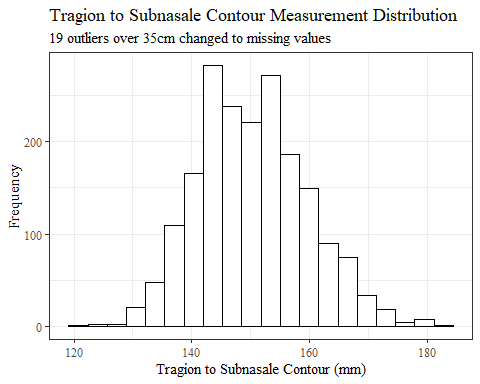 Tragion to Subnasale Contour Measurement Distribution
19 outliers over 35cm changed to missing values
Frequency
200
100
0
120 140 160 180
Tragion to Subnasale Contour (mm)